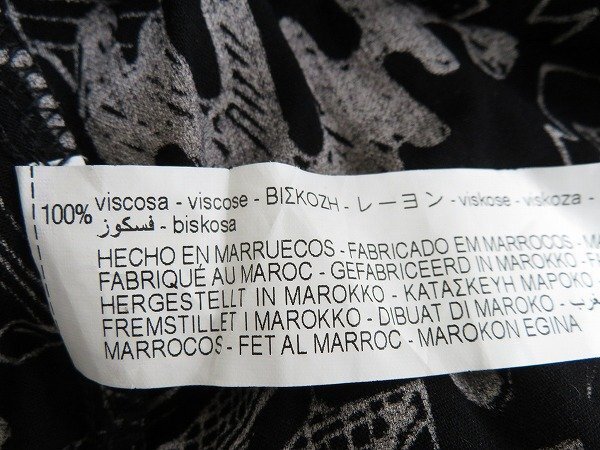 100% viscosa - viscose - ΒΙΣΚΟΖΗ - レーヨン - viskose - viskoza -
فسكوز - biskosa
HECHO EN MARRUECOS - FABRICADO EM MARROCOS -
FABRIQUÉ AU MAROC - GEFABRICEERD IN MAROKKO -
HERGESTELLT IN MAROKKO - ΚΑΤΑΣΚΕΥΗ ΜΑΡΟΚΟ -
FREMSTILLET I MAROKKO - DIBUAT DI MAROKO -
MARROCOS - FET AL MARROC - MAROKON EGINA